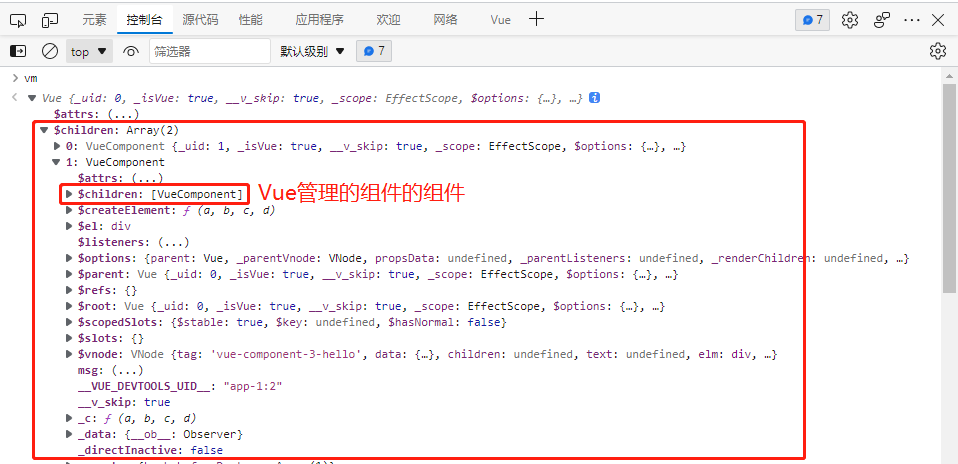 元素 控制台 源代码 性能 应用程序 欢迎 网络 Vue 7
top 筛选器 默认级别 7
vm
Vue {_uid: 0, _isVue: true, __v_skip: true, _scope: EffectScope, $options: {…}, …}
$attrs: (...)
$children: Array(2)
0: VueComponent {_uid: 1, _isVue: true, __v_skip: true, _scope: EffectScope, $options: {…}, …}
1: VueComponent
$attrs: (...)
$children: [VueComponent] Vue管理的组件的组件
$createElement: ƒ (a, b, c, d)
$el: div
$listeners: (...)
$options: {parent: Vue, _parentVnode: VNode, propsData: undefined, _parentListeners: undefined, _renderChildren: undefined, …}
$parent: Vue {_uid: 0, _isVue: true, __v_skip: true, _scope: EffectScope, $options: {…}, …}
$refs: {}
$root: Vue {_uid: 0, _isVue: true, __v_skip: true, _scope: EffectScope, $options: {…}, …}
$scopedSlots: {$stable: true, $key: undefined, $hasNormal: false}
$slots: {}
$vnode: VNode {tag: 'vue-component-3-hello', data: {…}, children: undefined, text: undefined, elm: div, …}
msg: (...)
__VUE_DEVTOOLS_UID__: "app-1:2"
__v_skip: true
_c: ƒ (a, b, c, d)
_data: {__ob__: Observer}
_directInactive: false